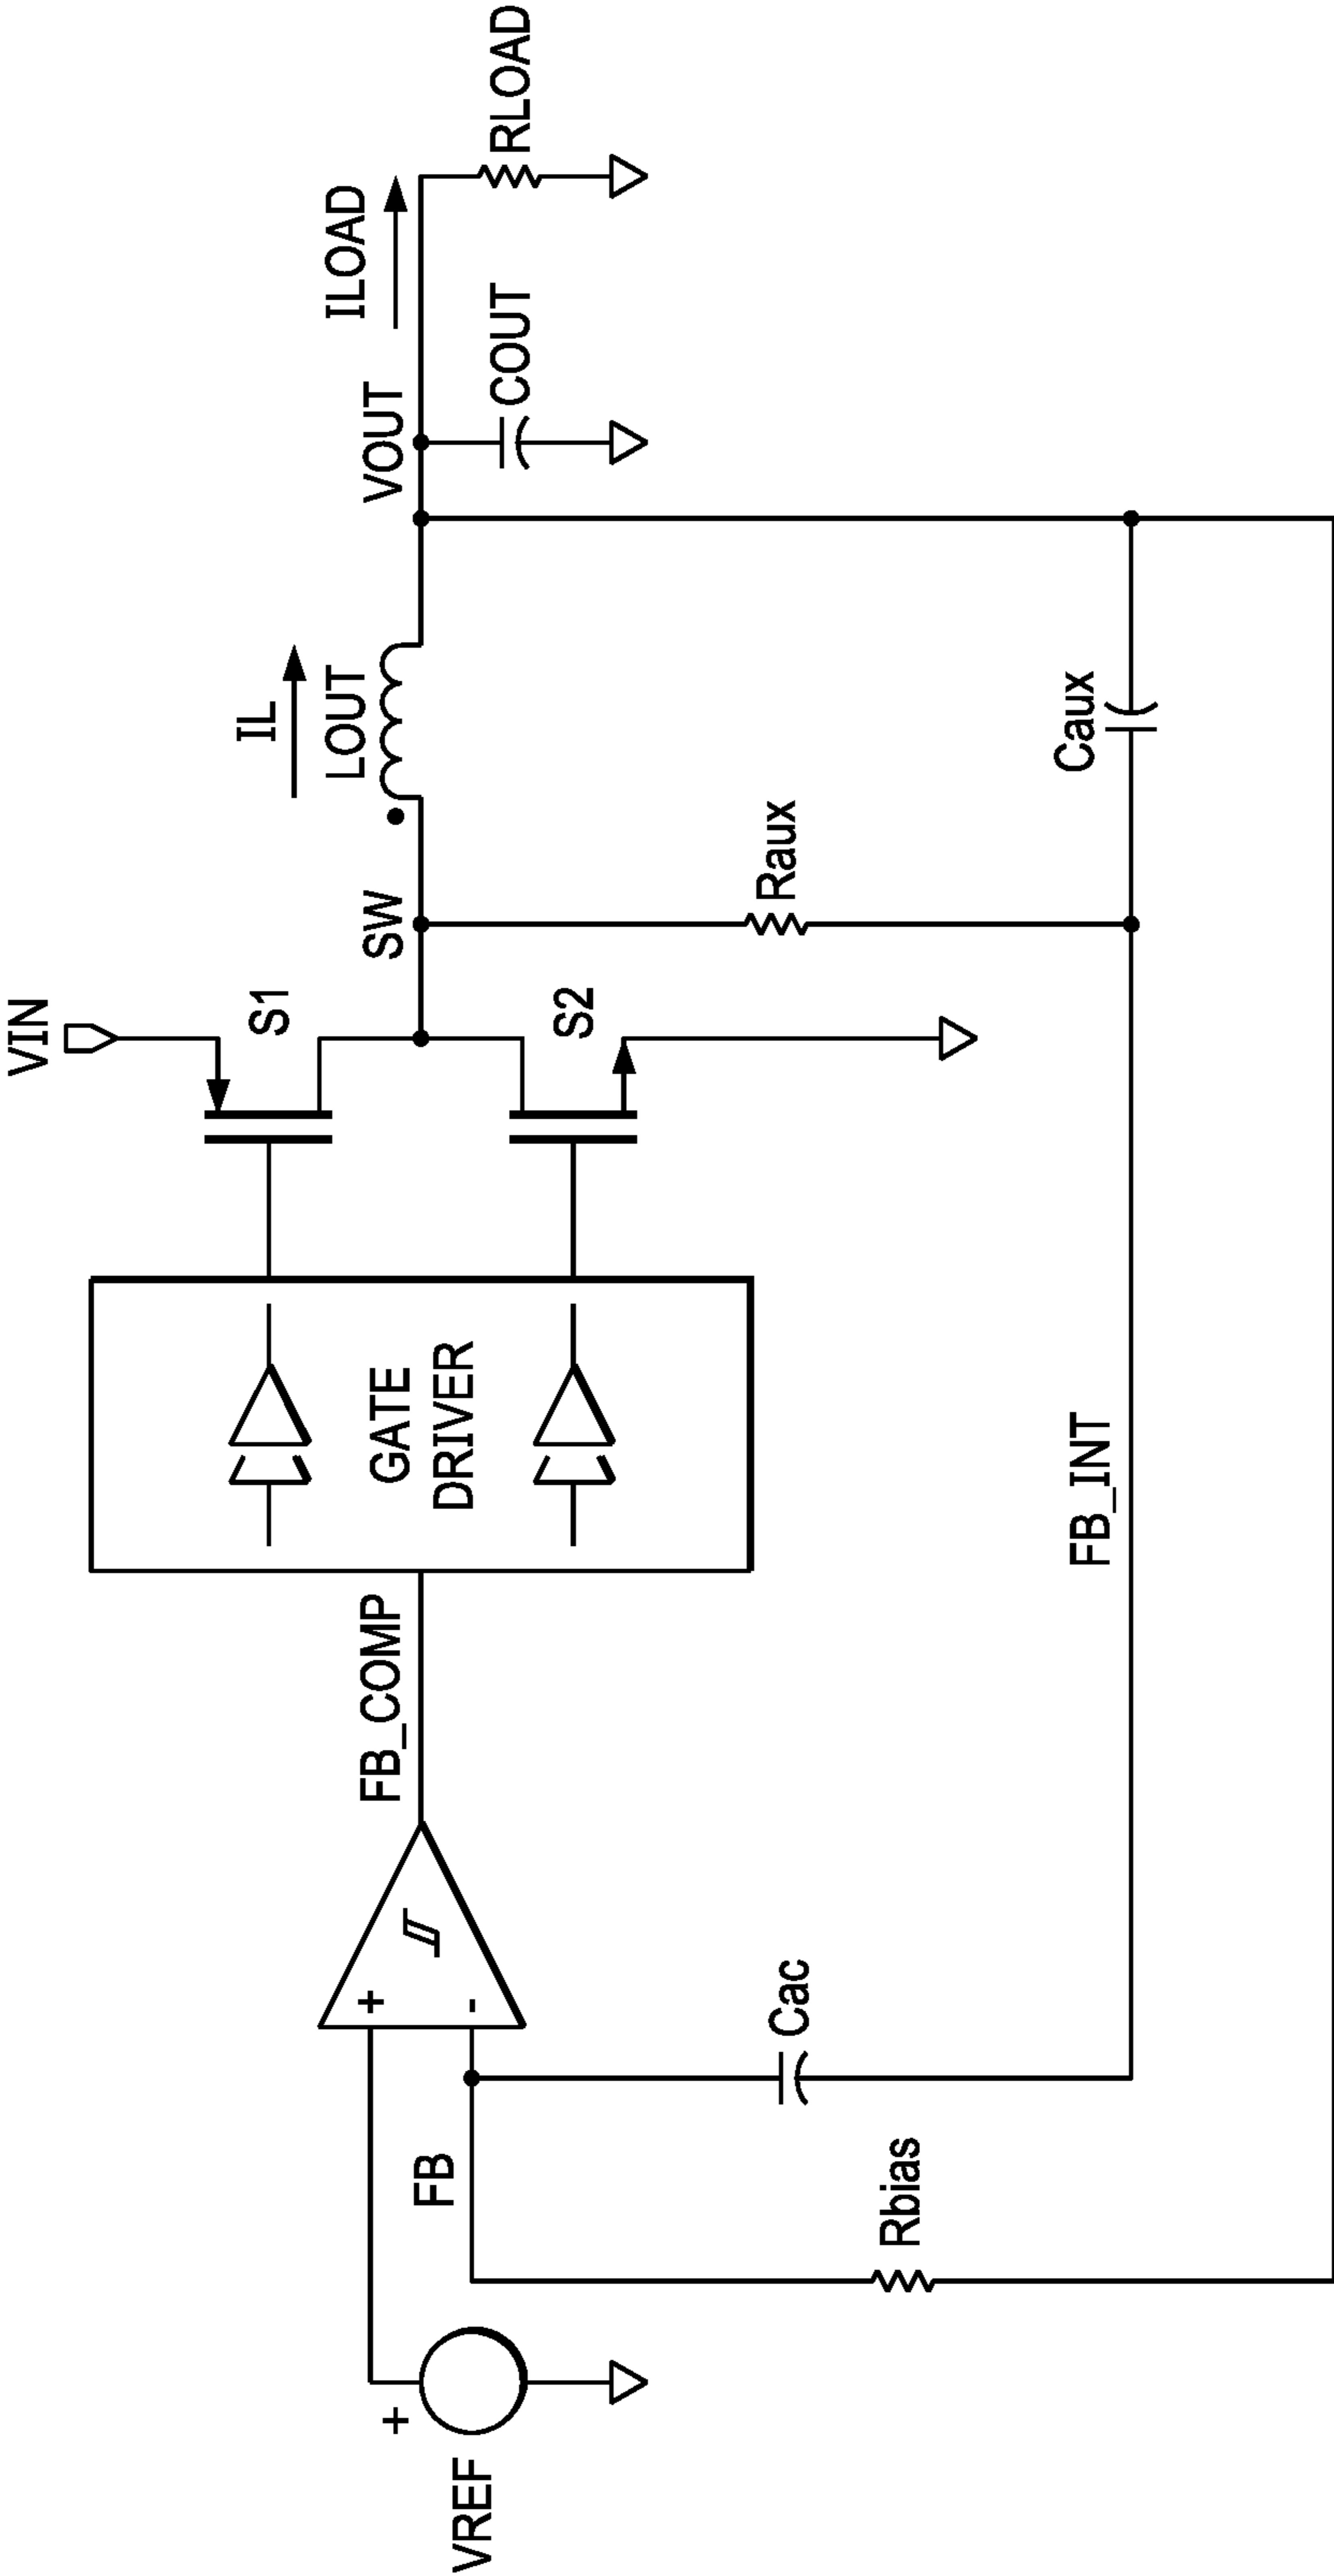 VIN
S1
IL
LOUT
ILOAD
VOUT
SW
RLOAD
COUT
S2
GATE
DRIVER
FB_COMP
+
-
FB
+
VREF
Cac
Rbias
Raux
Caux
FB_INT